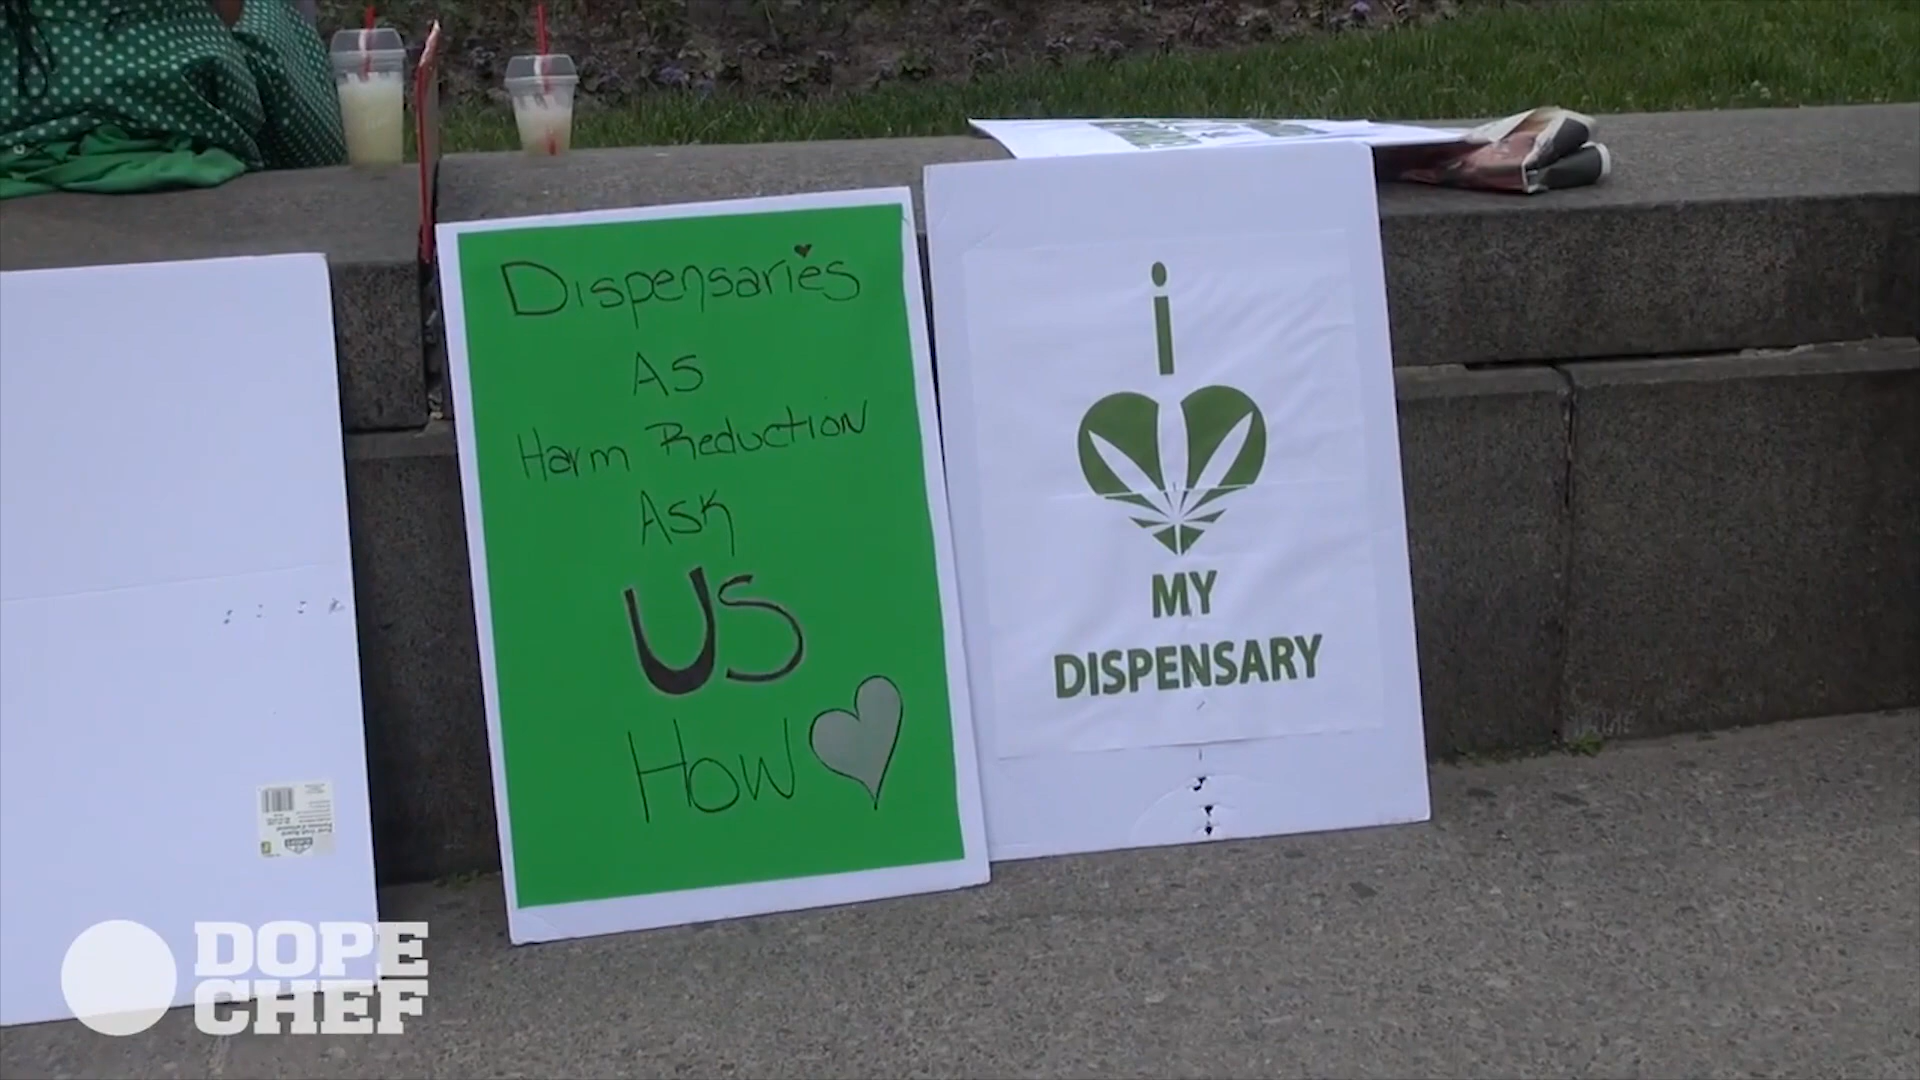 Dispensaries
As
Harm Reduction
Ask
US
How
i
MY
DISPENSARY
DOPE
CHEF